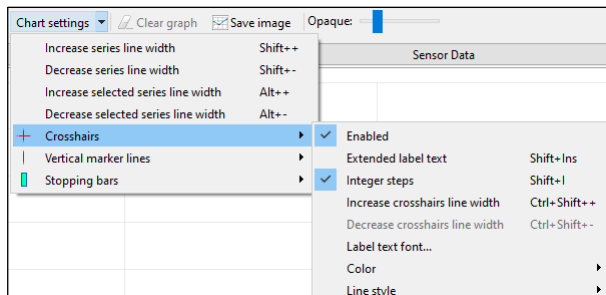 Chart settings Clear graph Save image Opaque:
Sensor Data
Increase series line width Shift++
Decrease series line width Shift+-
Increase selected series line width Alt++
Decrease selected series line width Alt+-
Crosshairs
Vertical marker lines
Stopping bars
Enabled
Extended label text Shift+Ins
Integer steps Shift+I
Increase crosshairs line width Ctrl+Shift++
Decrease crosshairs line width Ctrl+Shift+-
Label text font...
Color
Line style